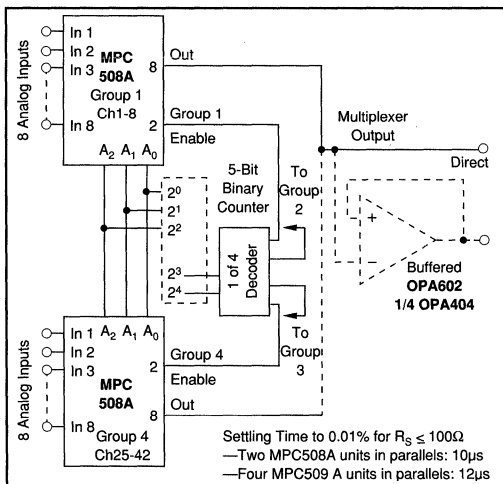 8 Analog Inputs
In 1
In 2
In 3
In 8
MPC
508A
Group 1
Ch1-8
8
2
A2 A1 A0
Out
Group 1
Enable
5-Bit
Binary
Counter
2⁰
2¹
2²
2³
2⁴
1 of 4
Decoder
To
Group
2
To
Group
3
Multiplexer
Output
Direct
+
−
Buffered
OPA602
1/4 OPA404
8 Analog Inputs
In 1
In 2
In 3
In 8
A2 A1 A0
MPC
508A
Group 4
Ch25-42
2
8
Group 4
Enable
Out
Settling Time to 0.01% for RS ≤ 100Ω
—Two MPC508A units in parallels: 10µs
—Four MPC509 A units in parallels: 12µs